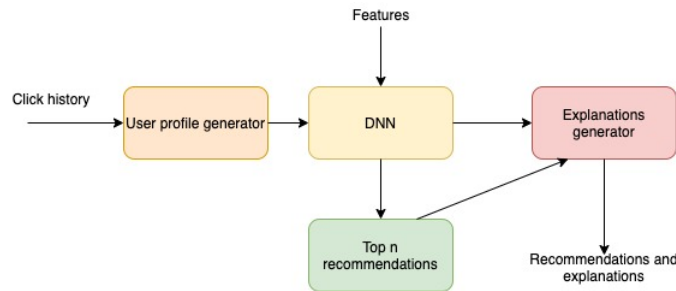 Features
Click history
User profile generator
DNN
Explanations
generator
Top n
recommendations
Recommendations and
explanations